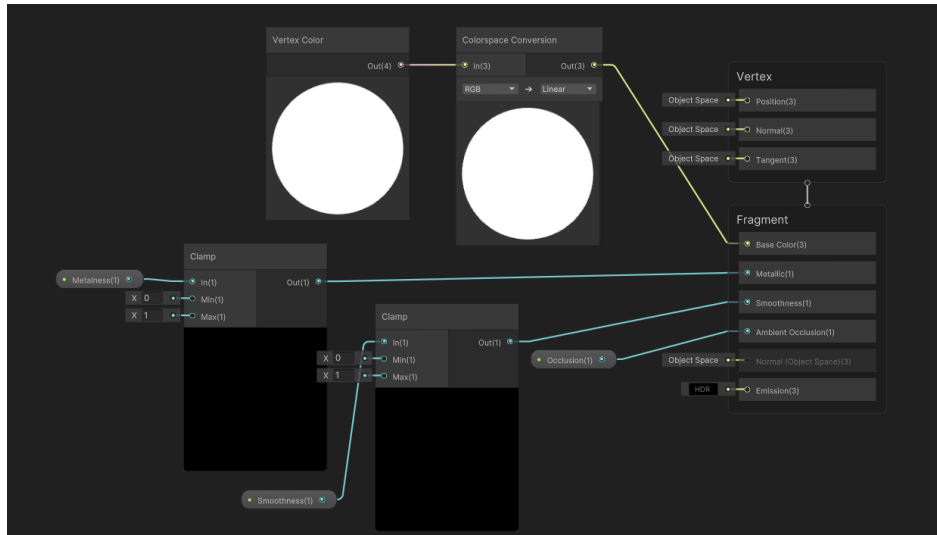 Vertex Color
Out(4)
Colorspace Conversion
In(3)
Out(3)
RGB
Linear
Vertex
Object Space
Position(3)
Object Space
Normal(3)
Object Space
Tangent(3)
Fragment
Base Color(3)
Metallic(1)
Smoothness(1)
Ambient Occlusion(1)
Object Space
Normal (Object Space)(3)
HDR
Emission(3)
Metalness(1)
Clamp
In(1)
Out(1)
X 0
Min(1)
X 1
Max(1)
Clamp
In(1)
Out(1)
X 0
Min(1)
X 1
Max(1)
Occlusion(1)
Smoothness(1)